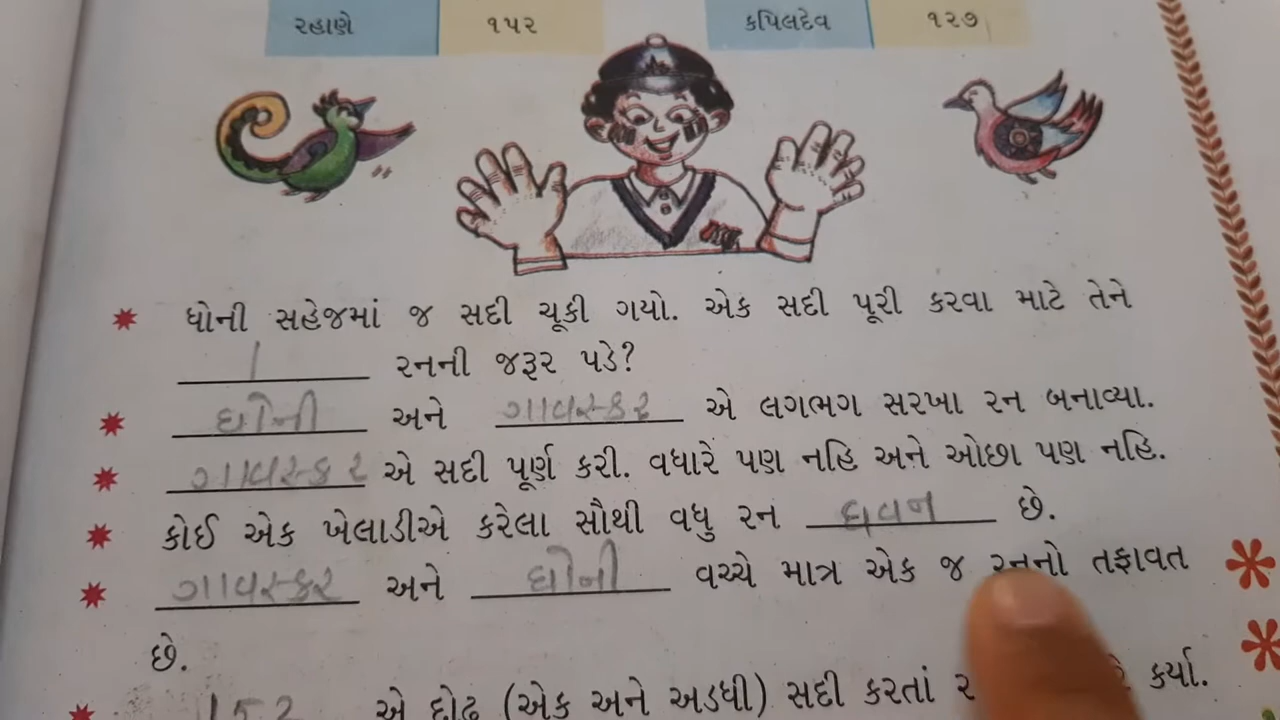 રહાણે ૧૫૨ કપિલદેવ ૧૨૭
ધોની સહેજમાં જ સદી ચૂકી ગયો. એક સદી પૂરી કરવા માટે તેને
1 રનની જરૂર પડે?
ધોની અને ગાવસ્કર એ લગભગ સરખા રન બનાવ્યા.
ગાવસ્કર એ સદી પૂર્ણ કરી. વધારે પણ નહિ અને ઓછા પણ નહિ.
કોઈ એક ખેલાડીએ કરેલા સૌથી વધુ રન ધવન છે.
ગાવસ્કર અને ધોની વચ્ચે માત્ર એક જ રનનો તફાવત
છે.
152 એ દોઢ (એક અને અડધી) સદી કરતાં કર્યા.